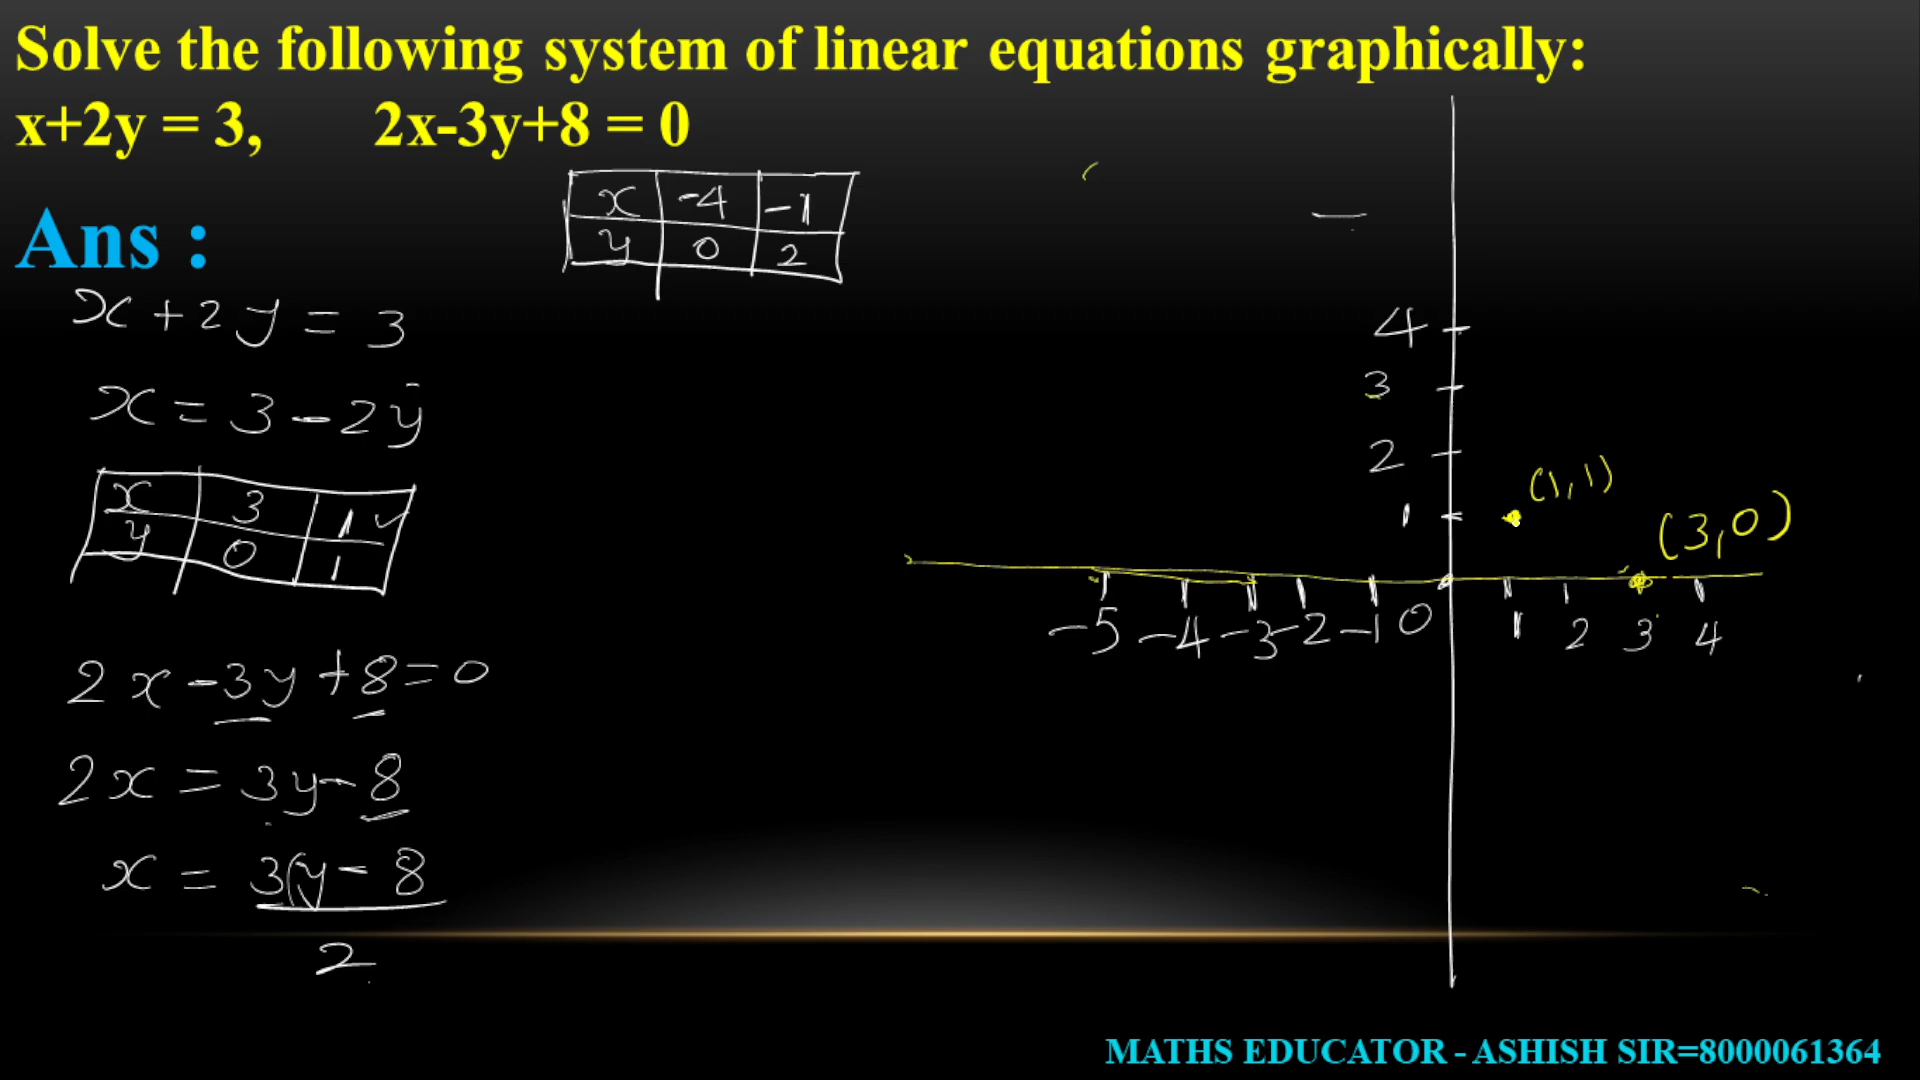 Solve the following system of linear equations graphically:
x+2y = 3, 2x-3y+8 = 0
Ans :
x -4 -1
y 0 2
x + 2y = 3
x = 3 - 2y
x 3 1
y 0 1
2x - 3y + 8 = 0
2x = 3y - 8
x = 3y - 8
2
4
3
2
1
(1,1)
(3,0)
-5 -4 -3 -2 -1 0 1 2 3 4
MATHS EDUCATOR - ASHISH SIR=8000061364